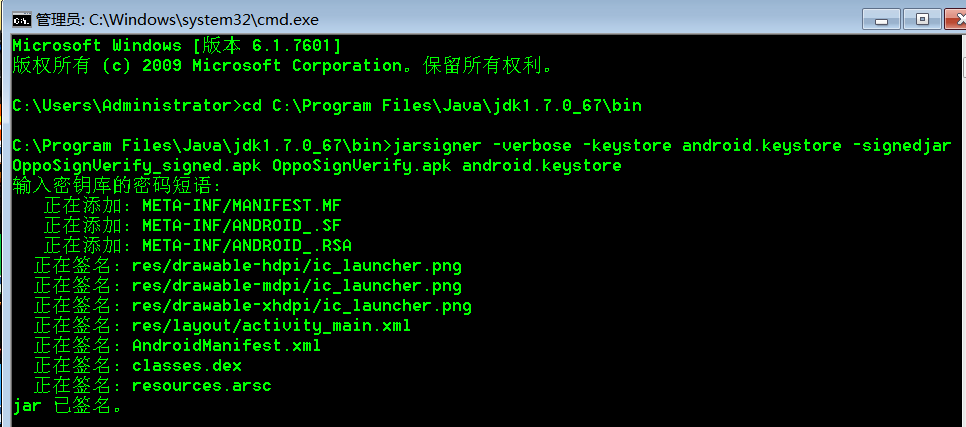 管理员: C:\Windows\system32\cmd.exe
Microsoft Windows [版本 6.1.7601]
版权所有 (c) 2009 Microsoft Corporation。保留所有权利。
C:\Users\Administrator>cd C:\Program Files\Java\jdk1.7.0_67\bin
C:\Program Files\Java\jdk1.7.0_67\bin>jarsigner -verbose -keystore android.keystore -signedjar
OppoSignVerify_signed.apk OppoSignVerify.apk android.keystore
输入密钥库的密码短语:
正在添加: META-INF/MANIFEST.MF
正在添加: META-INF/ANDROID_.SF
正在添加: META-INF/ANDROID_.RSA
正在签名: res/drawable-hdpi/ic_launcher.png
正在签名: res/drawable-mdpi/ic_launcher.png
正在签名: res/drawable-xhdpi/ic_launcher.png
正在签名: res/layout/activity_main.xml
正在签名: AndroidManifest.xml
正在签名: classes.dex
正在签名: resources.arsc
jar 已签名。